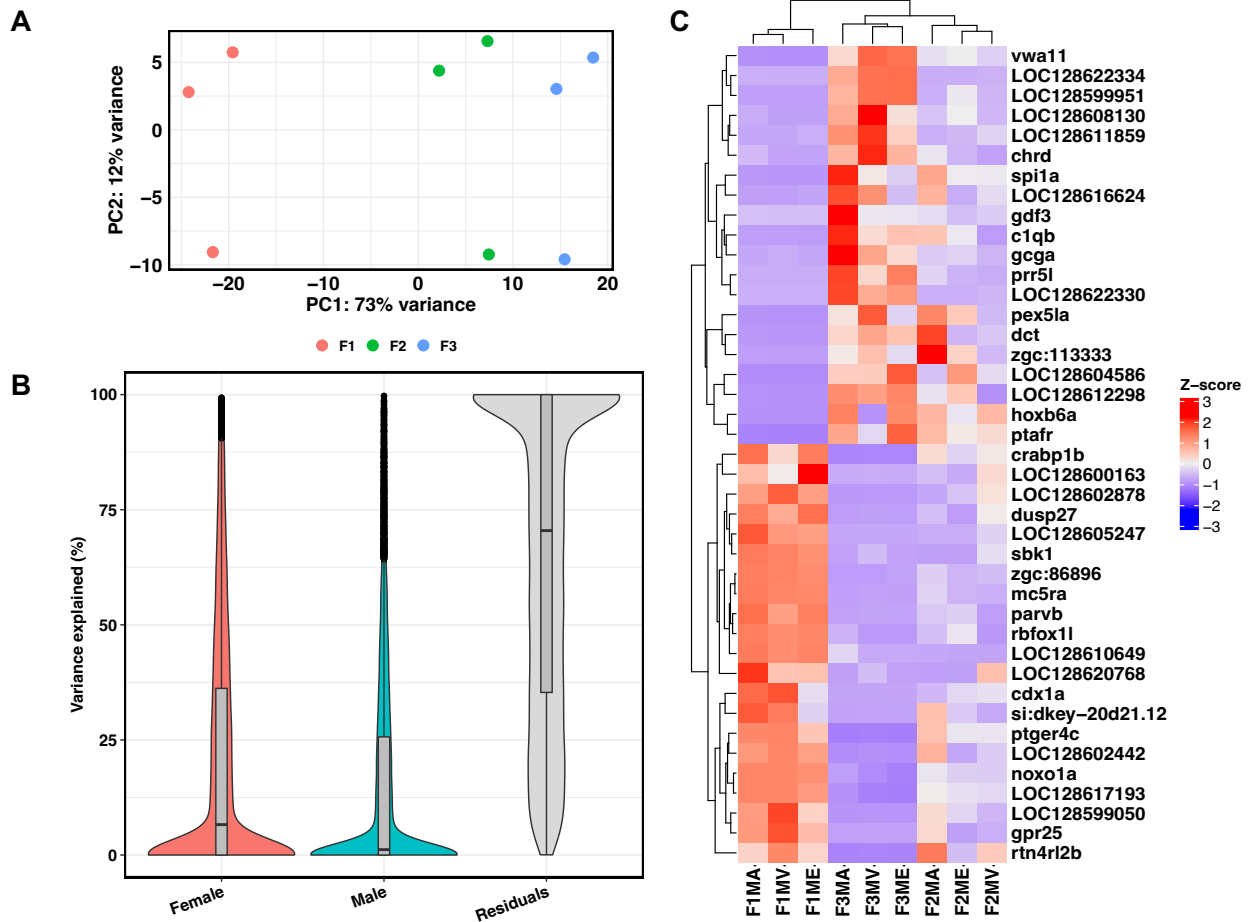 A
PC2: 12% variance
5
0
−5
−10
−20
−10
0
10
20
PC1: 73% variance
F1 F2 F3
B
Variance explained (%)
100
75
50
25
0
Female
Male
Residuals
C
vwa11
LOC128622334
LOC128599951
LOC128608130
LOC128611859
chrd
spi1a
LOC128616624
gdf3
c1qb
gcga
prr5l
LOC128622330
pex5la
dct
zgc:113333
LOC128604586
LOC128612298
hoxb6a
ptafr
crabp1b
LOC128600163
LOC128602878
dusp27
LOC128605247
sbk1
zgc:86896
mc5ra
parvb
rbfox1l
LOC128610649
LOC128620768
cdx1a
si:dkey−20d21.12
ptger4c
LOC128602442
noxo1a
LOC128617193
LOC128599050
gpr25
rtn4rl2b
F1MA
F1MV
F1ME
F3MA
F3MV
F3ME
F2MA
F2ME
F2MV
Z−score
3
2
1
0
−1
−2
−3